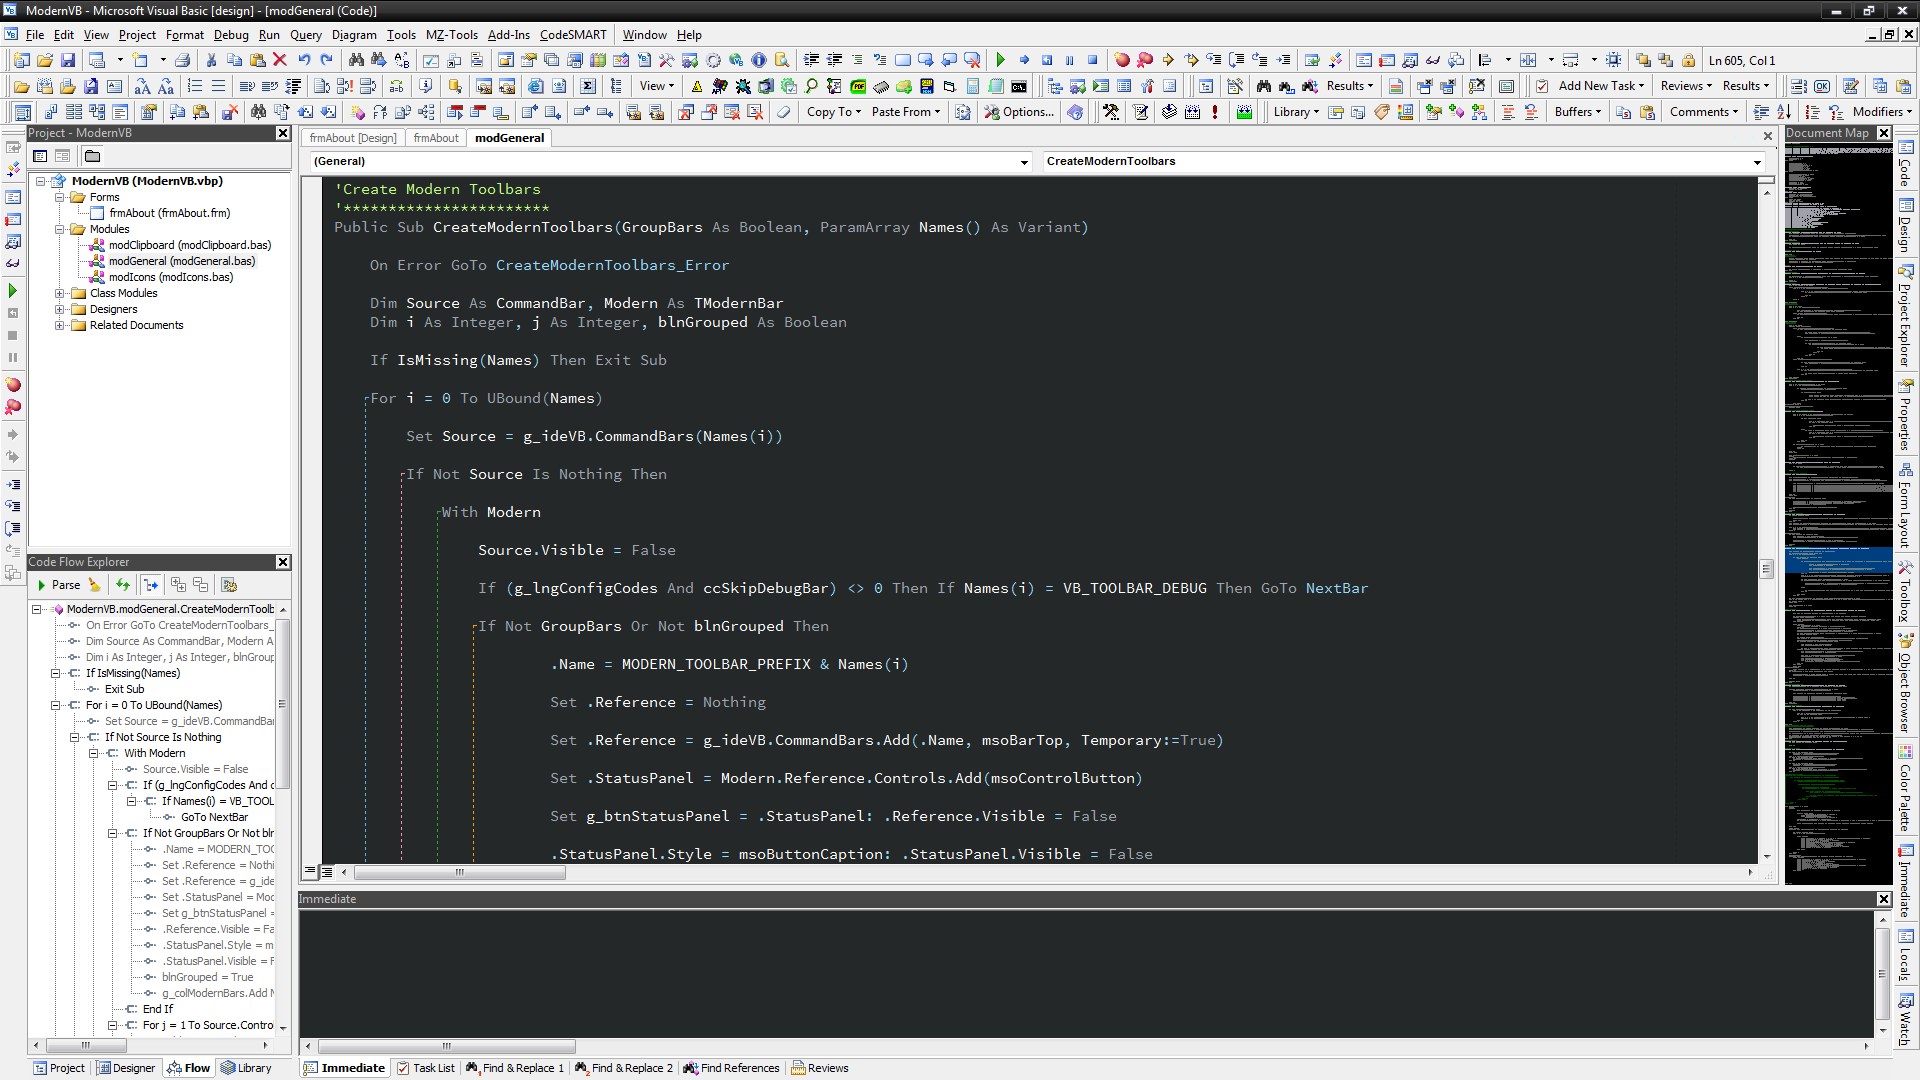 ModernVB - Microsoft Visual Basic [design] - [modGeneral (Code)]
File Edit View Project Format Debug Run Query Diagram Tools MZ-Tools Add-Ins CodeSMART Window Help
Ln 605, Col 1
View Results Add New Task Reviews Results
Copy To Paste From Options... Library Buffers Comments Modifiers
Project - ModernVB
ModernVB (ModernVB.vbp)
Forms
frmAbout (frmAbout.frm)
Modules
modClipboard (modClipboard.bas)
modGeneral (modGeneral.bas)
modIcons (modIcons.bas)
Class Modules
Designers
Related Documents
Code Flow Explorer
Parse
ModernVB.modGeneral.CreateModernToolb
On Error GoTo CreateModernToolbars_
Dim Source As CommandBar, Modern A
Dim i As Integer, j As Integer, blnGroup
If IsMissing(Names)
Exit Sub
For i = 0 To UBound(Names)
Set Source = g_ideVB.CommandBar
If Not Source Is Nothing
With Modern
Source.Visible = False
If (g_lngConfigCodes And c
If Names(i) = VB_TOOL
GoTo NextBar
If Not GroupBars Or Not blr
.Name = MODERN_TOO
Set .Reference = Nothi
Set .Reference = g_ide
Set .StatusPanel = Moc
Set g_btnStatusPanel =
.Reference.Visible = Fa
.StatusPanel.Style = m
.StatusPanel.Visible = F
blnGrouped = True
g_colModernBars.Add M
End If
For j = 1 To Source.Contro
Project Designer Flow Library
frmAbout [Design] frmAbout modGeneral
(General) CreateModernToolbars
'Create Modern Toolbars
'***********************
Public Sub CreateModernToolbars(GroupBars As Boolean, ParamArray Names() As Variant)
On Error GoTo CreateModernToolbars_Error
Dim Source As CommandBar, Modern As TModernBar
Dim i As Integer, j As Integer, blnGrouped As Boolean
If IsMissing(Names) Then Exit Sub
For i = 0 To UBound(Names)
Set Source = g_ideVB.CommandBars(Names(i))
If Not Source Is Nothing Then
With Modern
Source.Visible = False
If (g_lngConfigCodes And ccSkipDebugBar) <> 0 Then If Names(i) = VB_TOOLBAR_DEBUG Then GoTo NextBar
If Not GroupBars Or Not blnGrouped Then
.Name = MODERN_TOOLBAR_PREFIX & Names(i)
Set .Reference = Nothing
Set .Reference = g_ideVB.CommandBars.Add(.Name, msoBarTop, Temporary:=True)
Set .StatusPanel = Modern.Reference.Controls.Add(msoControlButton)
Set g_btnStatusPanel = .StatusPanel: .Reference.Visible = False
.StatusPanel.Style = msoButtonCaption: .StatusPanel.Visible = False
Immediate
Immediate Task List Find & Replace 1 Find & Replace 2 Find References Reviews
Document Map
Code
Design
Project Explorer
Properties
Form Layout
Toolbox
Object Browser
Color Palette
Immediate
Locals
Watch